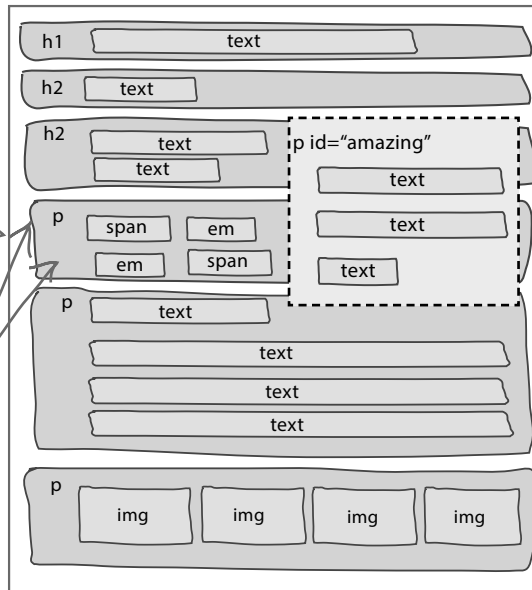 h1 text
h2 text
h2 text
text
p id=“amazing”
text
text
text
p span em
em span
p text
text
text
text
p img img img img